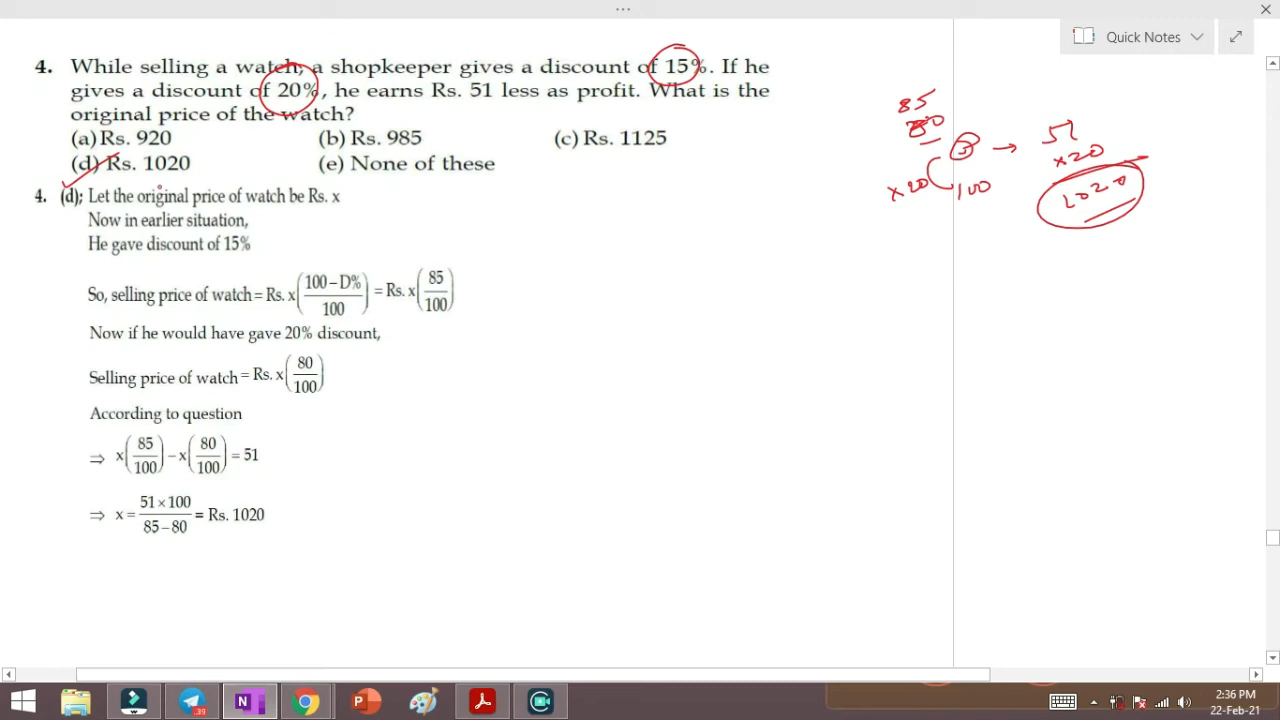 Quick Notes
4. While selling a watch, a shopkeeper gives a discount of 15%. If he
gives a discount of 20%, he earns Rs. 51 less as profit. What is the
original price of the watch?
(a) Rs. 920 (b) Rs. 985 (c) Rs. 1125
(d) Rs. 1020 (e) None of these
4. (d); Let the original price of watch be Rs. x
Now in earlier situation,
He gave discount of 15%
So, selling price of watch = Rs. x(100 – D% / 100) = Rs. x(85/100)
Now if he would have gave 20% discount,
Selling price of watch = Rs. x(80/100)
According to question
⇒ x(85/100) – x(80/100) = 51
⇒ x = 51 × 100 / 85 – 80 = Rs. 1020
85
80
5 → 51
×20
×20 100
1020
39
2:36 PM
22-Feb-21